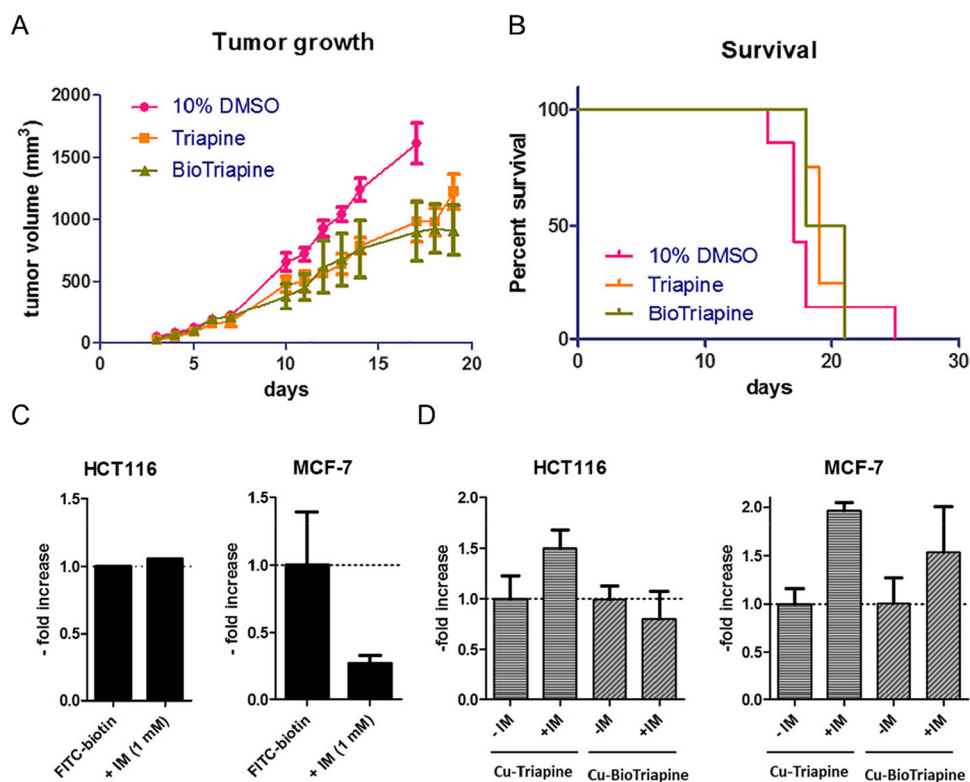 A
Tumor growth
tumor volume (mm³)
2000
1500
1000
500
0
10% DMSO
Triapine
BioTriapine
0
5
10
15
20
days
B
Survival
Percent survival
100
50
0
10% DMSO
Triapine
BioTriapine
0
10
20
30
days
C
HCT116
- fold increase
1.5
1.0
0.5
0.0
FITC-biotin
+ IM (1 mM)
MCF-7
- fold increase
1.5
1.0
0.5
0.0
FITC-biotin
+ IM (1 mM)
D
HCT116
-fold increase
2.0
1.5
1.0
0.5
0.0
- IM
+IM
-IM
+IM
Cu-Triapine
Cu-BioTriapine
MCF-7
-fold increase
2.0
1.5
1.0
0.5
0.0
- IM
+IM
-IM
+IM
Cu-Triapine
Cu-BioTriapine